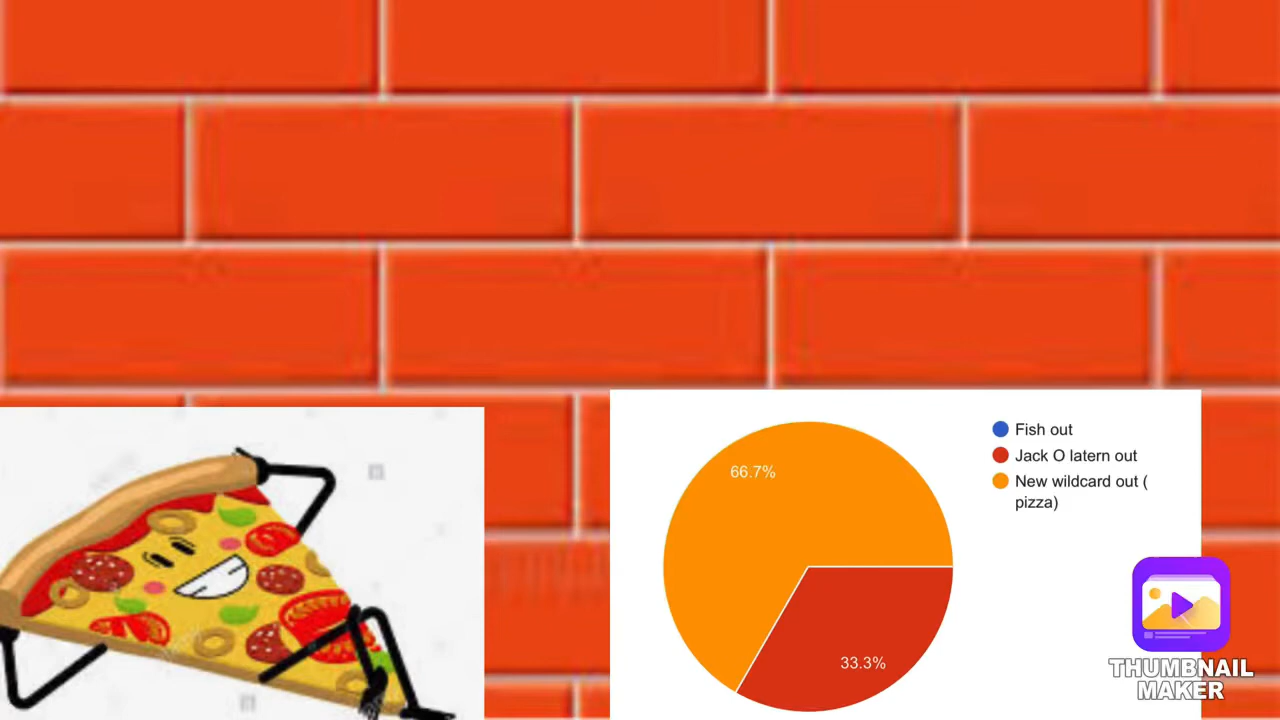 Fish out
Jack O latern out
New wildcard out (
pizza)
66.7%
33.3%
THUMBNAIL
MAKER